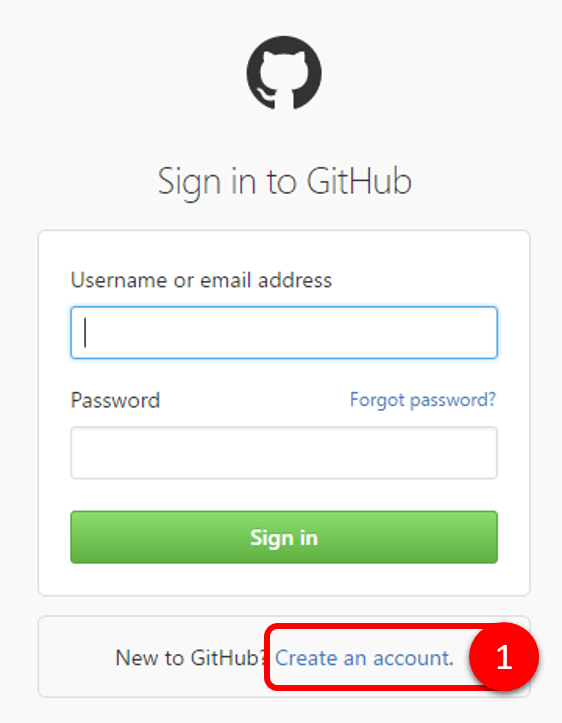 Sign in to GitHub
Username or email address
Password Forgot password?
Sign in
New to GitHub? Create an account. 1